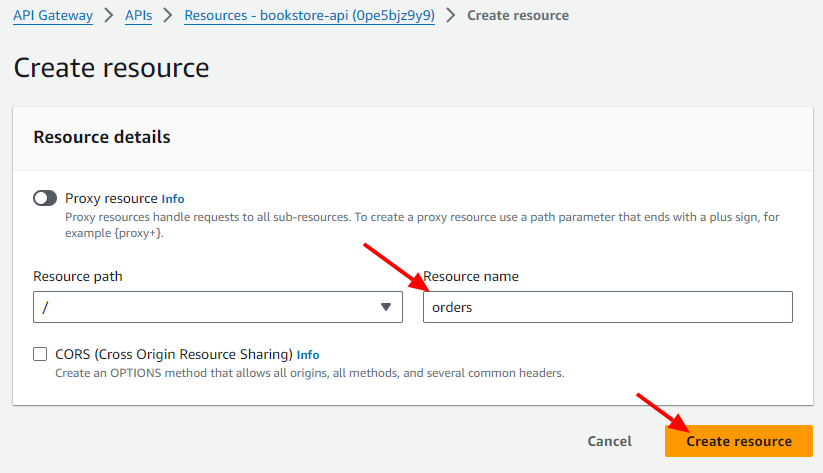 API Gateway > APIs > Resources - bookstore-api (0pe5bjz9y9) > Create resource
Create resource
Resource details
Proxy resource Info
Proxy resources handle requests to all sub-resources. To create a proxy resource use a path parameter that ends with a plus sign, for
example {proxy+}.
Resource path Resource name
/ orders
CORS (Cross Origin Resource Sharing) Info
Create an OPTIONS method that allows all origins, all methods, and several common headers.
Cancel Create resource